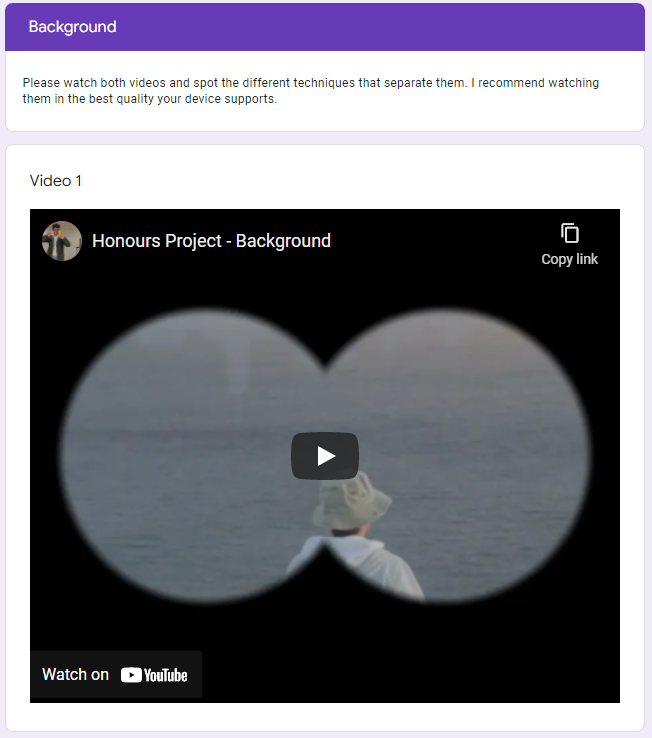 Background
Please watch both videos and spot the different techniques that separate them. I recommend watching
them in the best quality your device supports.
Video 1
Honours Project - Background
Copy link
Watch on YouTube